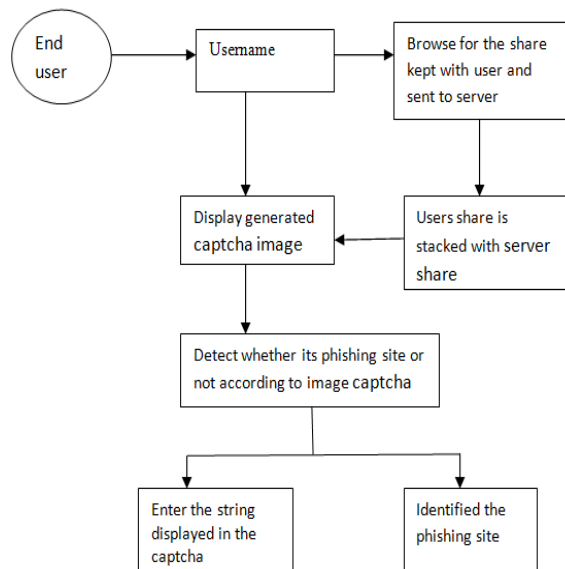 End
user
Username
Browse for the share
kept with user and
sent to server
Display generated
captcha image
Users share is
stacked with server
share
Detect whether its phishing site or
not according to image captcha
Enter the string
displayed in the
captcha
Identified the
phishing site